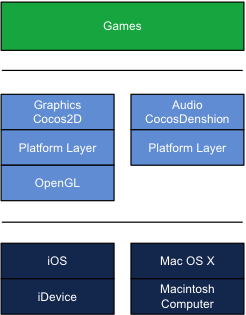 Games
Graphics
Cocos2D
Audio
CocosDenshion
Platform Layer
Platform Layer
OpenGL
iOS
Mac OS X
iDevice
Macintosh
Computer